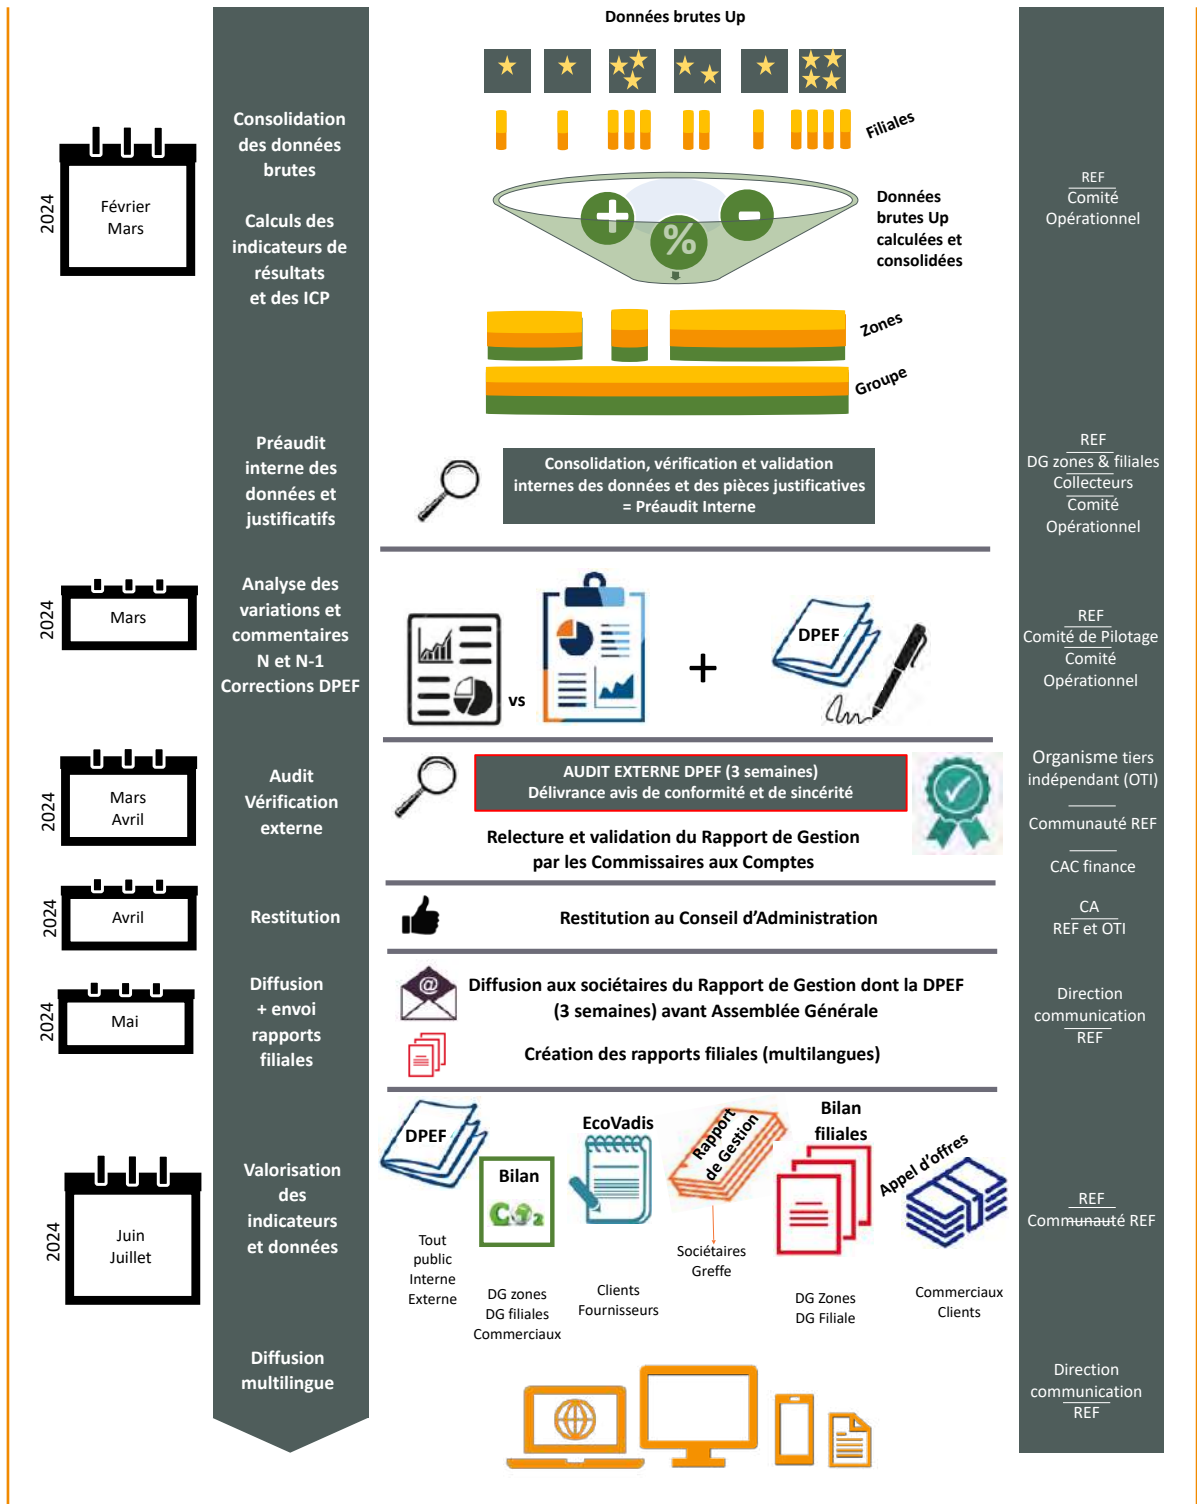 Données brutes Up
Filiales
2024
Février
Mars
Consolidation
des données
brutes
Calculs des
indicateurs de
résultats
et des ICP
+
-
%
Données
brutes Up
calculées et
consolidées
Zones
Groupe
REF
Comité
Opérationnel
Préaudit
interne des
données et
justificatifs
Consolidation, vérification et validation
internes des données et des pièces justificatives
= Préaudit Interne
REF
DG zones & filiales
Collecteurs
Comité
Opérationnel
2024
Mars
Analyse des
variations et
commentaires
N et N-1
Corrections DPEF
vs
+
DPEF
REF
Comité de Pilotage
Comité
Opérationnel
2024
Mars
Avril
Audit
Vérification
externe
AUDIT EXTERNE DPEF (3 semaines)
Délivrance avis de conformité et de sincérité
Relecture et validation du Rapport de Gestion
par les Commissaires aux Comptes
Organisme tiers
indépendant (OTI)
Communauté REF
CAC finance
2024
Avril
Restitution
Restitution au Conseil d'Administration
CA
REF et OTI
2024
Mai
Diffusion
+ envoi
rapports
filiales
@
Diffusion aux sociétaires du Rapport de Gestion dont la DPEF
(3 semaines) avant Assemblée Générale
Création des rapports filiales (multilangues)
Direction
communication
REF
2024
Juin
Juillet
Valorisation
des
indicateurs
et données
DPEF
Tout
public
Interne
Externe
Bilan
CO2
DG zones
DG filiales
Commerciaux
EcoVadis
Clients
Fournisseurs
Rapport
de Gestion
Sociétaires
Greffe
Bilan
filiales
DG Zones
DG Filiale
Appel d'offres
Commerciaux
Clients
REF
Communauté REF
Diffusion
multilingue
Direction
communication
REF